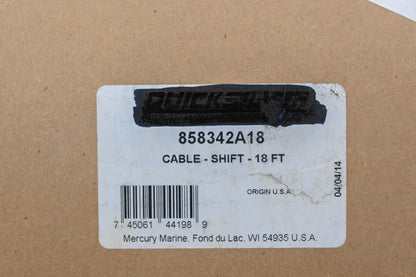 QUICKSILVER
858342A18
CABLE - SHIFT - 18 FT
ORIGIN U.S.A.
04/04/14
7 45061 44198 9
Mercury Marine, Fond du Lac, WI 54935 U.S.A.